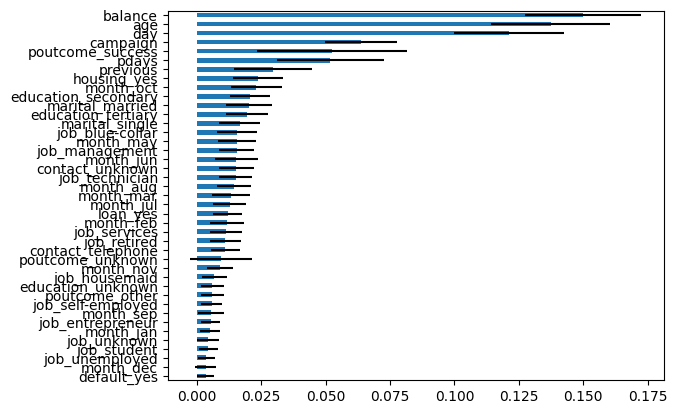 balance
age
day
campaign
poutcome_success
pdays
previous
housing_yes
month_oct
education_secondary
marital_married
education_tertiary
marital_single
job_blue-collar
month_may
job_management
month_jun
contact_unknown
job_technician
month_aug
month_mar
month_jul
loan_yes
month_feb
job_services
job_retired
contact_telephone
poutcome_unknown
month_nov
job_housemaid
education_unknown
poutcome_other
job_self-employed
month_sep
job_entrepreneur
month_jan
job_unknown
job_student
job_unemployed
month_dec
default_yes
0.000 0.025 0.050 0.075 0.100 0.125 0.150 0.175